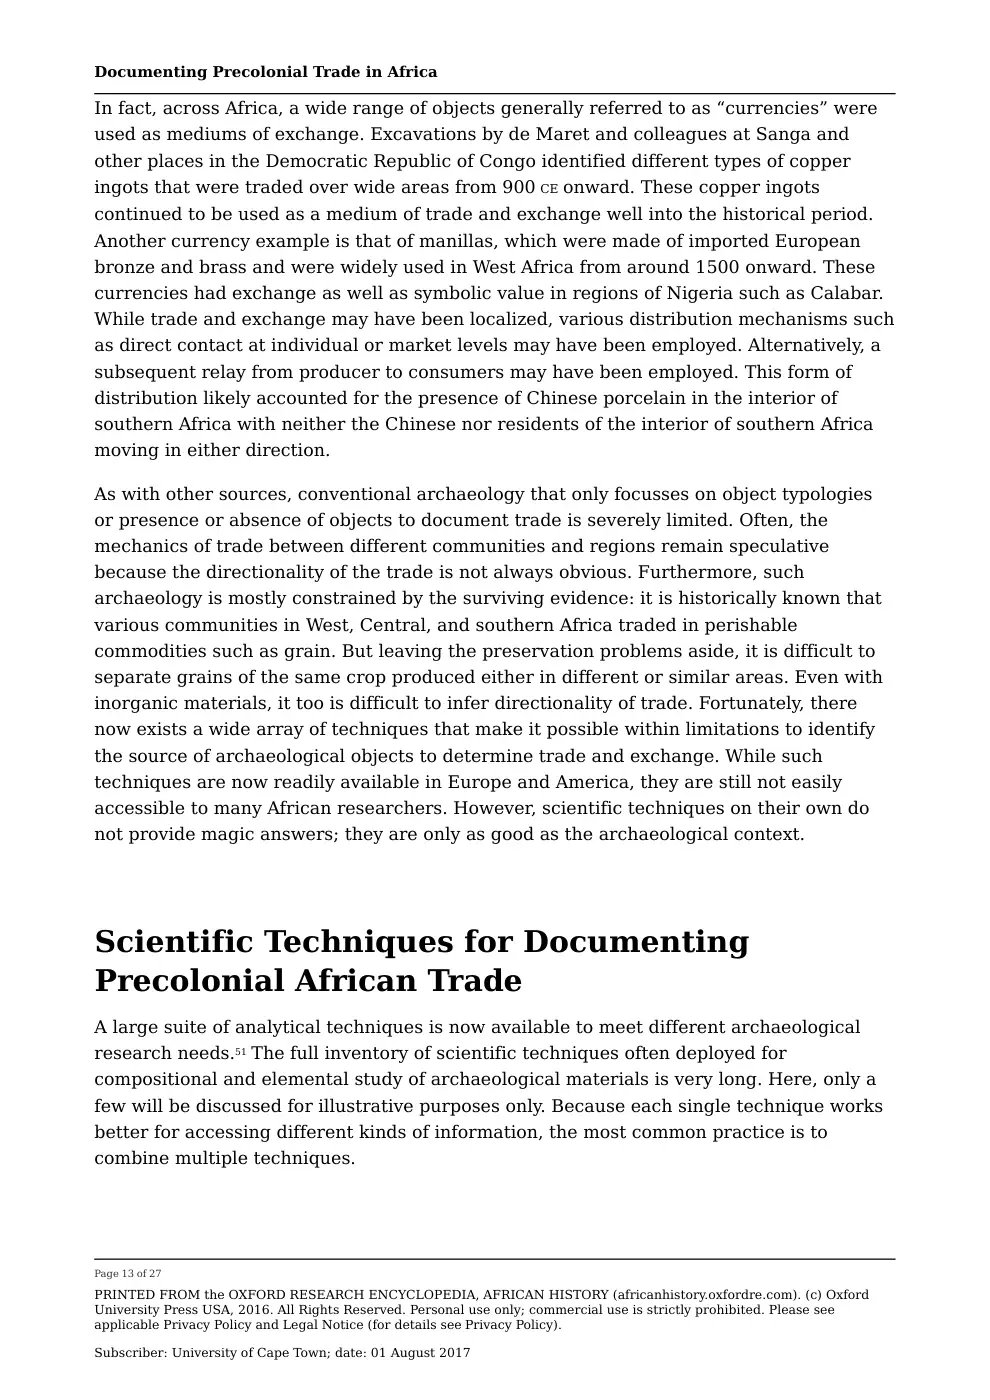 Documenting Precolonial Trade in Africa
In fact, across Africa, a wide range of objects generally referred to as “currencies” were
used as mediums of exchange. Excavations by de Maret and colleagues at Sanga and
other places in the Democratic Republic of Congo identified different types of copper
ingots that were traded over wide areas from 900 CE onward. These copper ingots
continued to be used as a medium of trade and exchange well into the historical period.
Another currency example is that of manillas, which were made of imported European
bronze and brass and were widely used in West Africa from around 1500 onward. These
currencies had exchange as well as symbolic value in regions of Nigeria such as Calabar.
While trade and exchange may have been localized, various distribution mechanisms such
as direct contact at individual or market levels may have been employed. Alternatively, a
subsequent relay from producer to consumers may have been employed. This form of
distribution likely accounted for the presence of Chinese porcelain in the interior of
southern Africa with neither the Chinese nor residents of the interior of southern Africa
moving in either direction.
As with other sources, conventional archaeology that only focusses on object typologies
or presence or absence of objects to document trade is severely limited. Often, the
mechanics of trade between different communities and regions remain speculative
because the directionality of the trade is not always obvious. Furthermore, such
archaeology is mostly constrained by the surviving evidence: it is historically known that
various communities in West, Central, and southern Africa traded in perishable
commodities such as grain. But leaving the preservation problems aside, it is difficult to
separate grains of the same crop produced either in different or similar areas. Even with
inorganic materials, it too is difficult to infer directionality of trade. Fortunately, there
now exists a wide array of techniques that make it possible within limitations to identify
the source of archaeological objects to determine trade and exchange. While such
techniques are now readily available in Europe and America, they are still not easily
accessible to many African researchers. However, scientific techniques on their own do
not provide magic answers; they are only as good as the archaeological context.
Scientific Techniques for Documenting
Precolonial African Trade
A large suite of analytical techniques is now available to meet different archaeological
research needs.51 The full inventory of scientific techniques often deployed for
compositional and elemental study of archaeological materials is very long. Here, only a
few will be discussed for illustrative purposes only. Because each single technique works
better for accessing different kinds of information, the most common practice is to
combine multiple techniques.
Page 13 of 27
PRINTED FROM the OXFORD RESEARCH ENCYCLOPEDIA, AFRICAN HISTORY (africanhistory.oxfordre.com). (c) Oxford
University Press USA, 2016. All Rights Reserved. Personal use only; commercial use is strictly prohibited. Please see
applicable Privacy Policy and Legal Notice (for details see Privacy Policy).
Subscriber: University of Cape Town; date: 01 August 2017